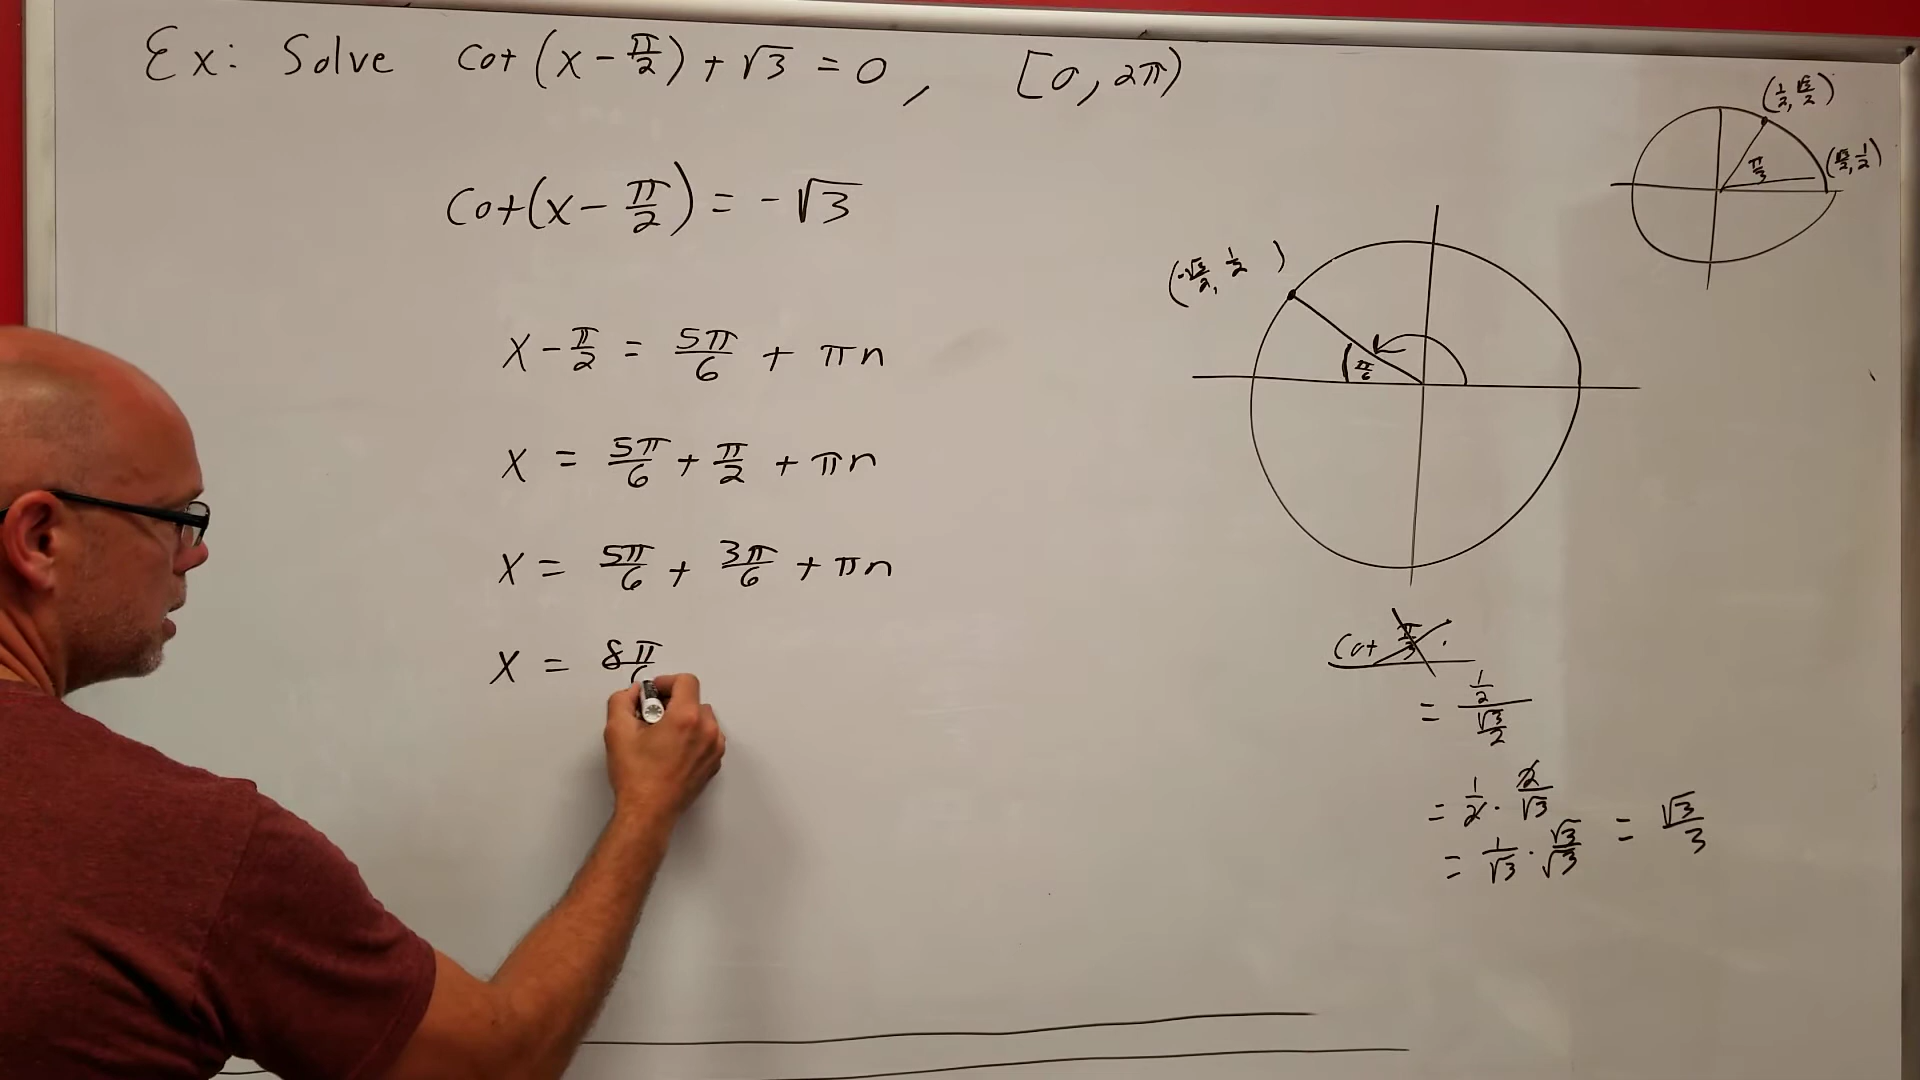 Ex: Solve cot(x - π/2) + √3 = 0, [0, 2π)
cot(x - π/2) = -√3
x - π/2 = 5π/6 + πn
x = 5π/6 + π/2 + πn
x = 5π/6 + 3π/6 + πn
x = 8π/6
(1/2, √3/2)
(√3/2, 1/2)
π/3
(-√3/2, 1/2)
π/6
cot π/3
= (1/2)/(√3/2)
= 1/2 · 2/√3
= 1/√3 · √3/√3 = √3/3